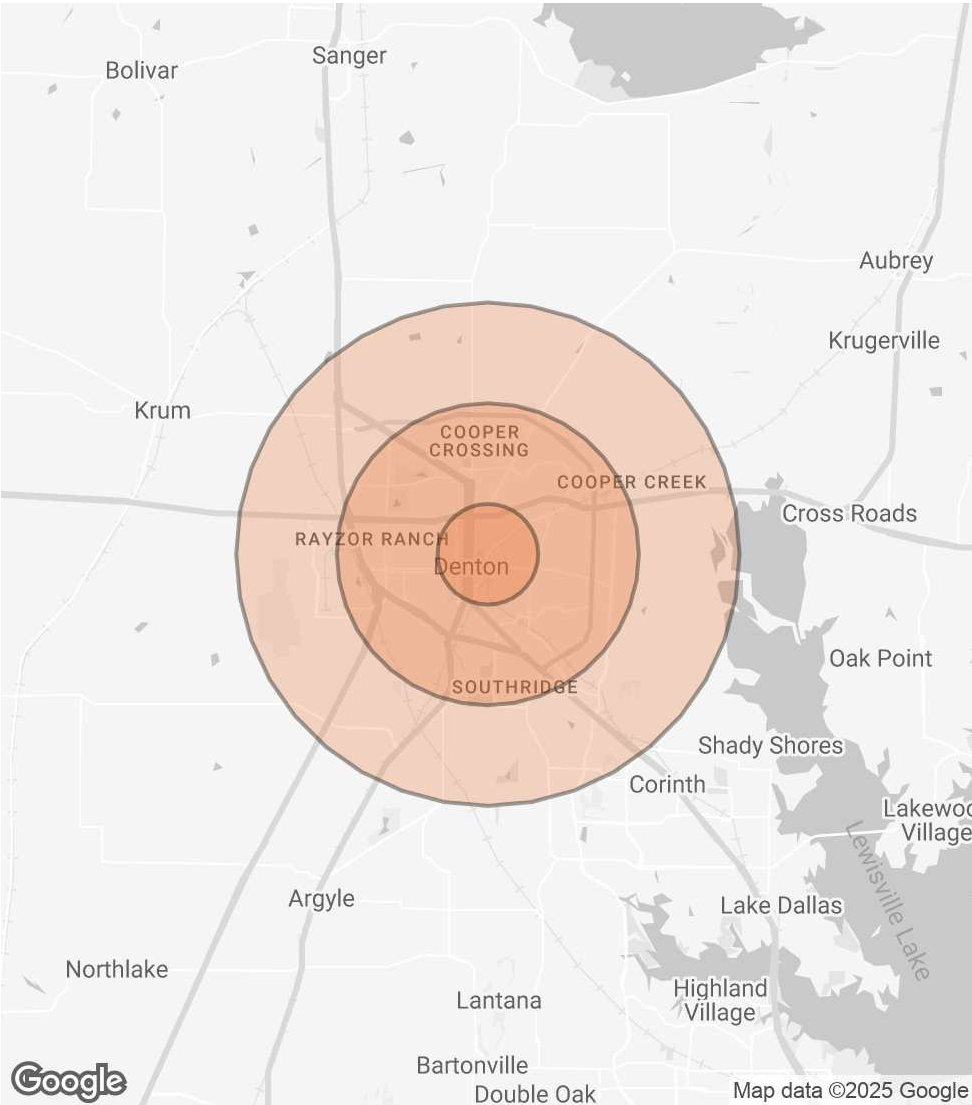 Sanger
Bolivar
Aubrey
Krugerville
Krum
COOPER
CROSSING
COOPER CREEK
Cross Roads
RAYZOR RANCH
Denton
Oak Point
SOUTHRIDGE
Shady Shores
Corinth
Lakewoo
Village
Lewisville Lake
Argyle
Lake Dallas
Northlake
Highland
Village
Lantana
Bartonville
Double Oak
Google
Map data ©2025 Google